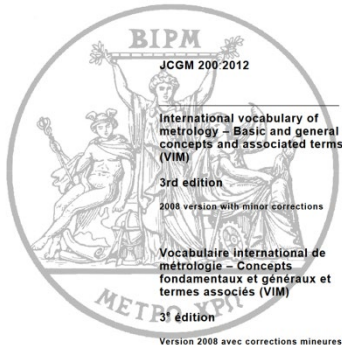 BIPM
JCGM 200:2012
International vocabulary of
metrology – Basic and general
concepts and associated terms
(VIM)
3rd edition
2008 version with minor corrections
Vocabulaire international de
métrologie – Concepts
fondamentaux et généraux et
termes associés (VIM)
3e édition
Version 2008 avec corrections mineures
ΜΕΤΡΩ ΧΡΩ